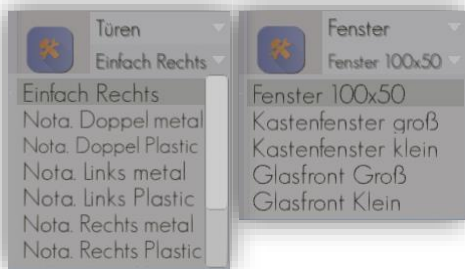 Türen
Einfach Rechts
Einfach Rechts
Nota. Doppel metal
Nota. Doppel Plastic
Nota. Links metal
Nota. Links Plastic
Nota. Rechts metal
Nota. Rechts Plastic
Fenster
Fenster 100x50
Fenster 100x50
Kastenfenster groß
Kastenfenster klein
Glasfront Groß
Glasfront Klein